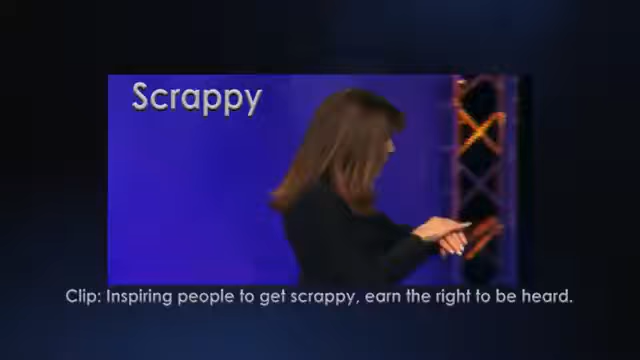 Scrappy
Clip: Inspiring people to get scrappy, earn the right to be heard.